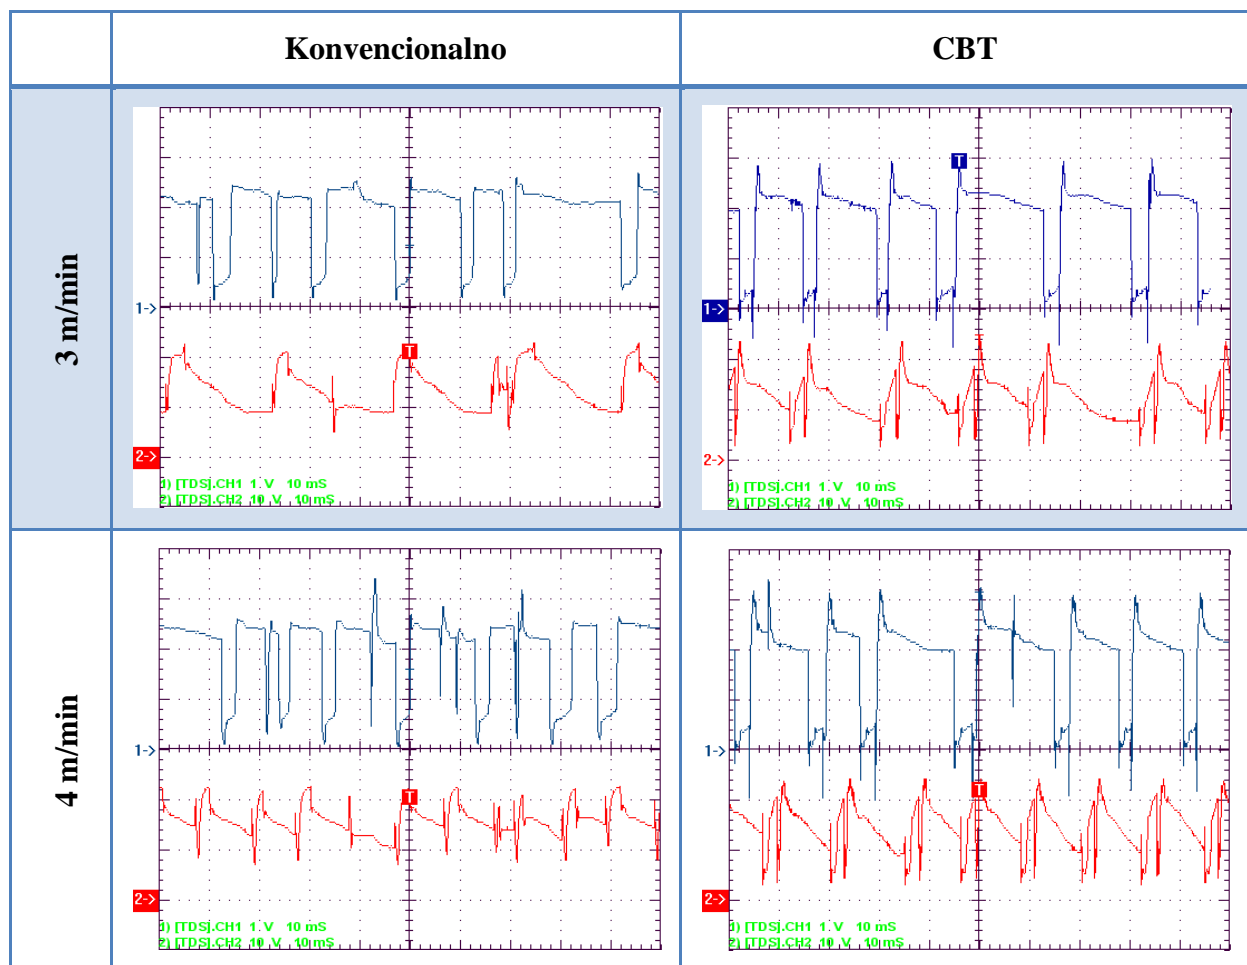 Konvencionalno CBT
3 m/min
T
1->
2->
1) [TDS].CH1 1. V 10 mS
2) [TDS].CH2 10 V 10 mS
T
1->
2->
1) [TDS].CH1 1. V 10 mS
2) [TDS].CH2 10 V 10 mS
4 m/min
T
1->
2->
1) [TDS].CH1 1. V 10 mS
2) [TDS].CH2 10 V 10 mS
T
1->
2->
1) [TDS].CH1 1. V 10 mS
2) [TDS].CH2 10 V 10 mS